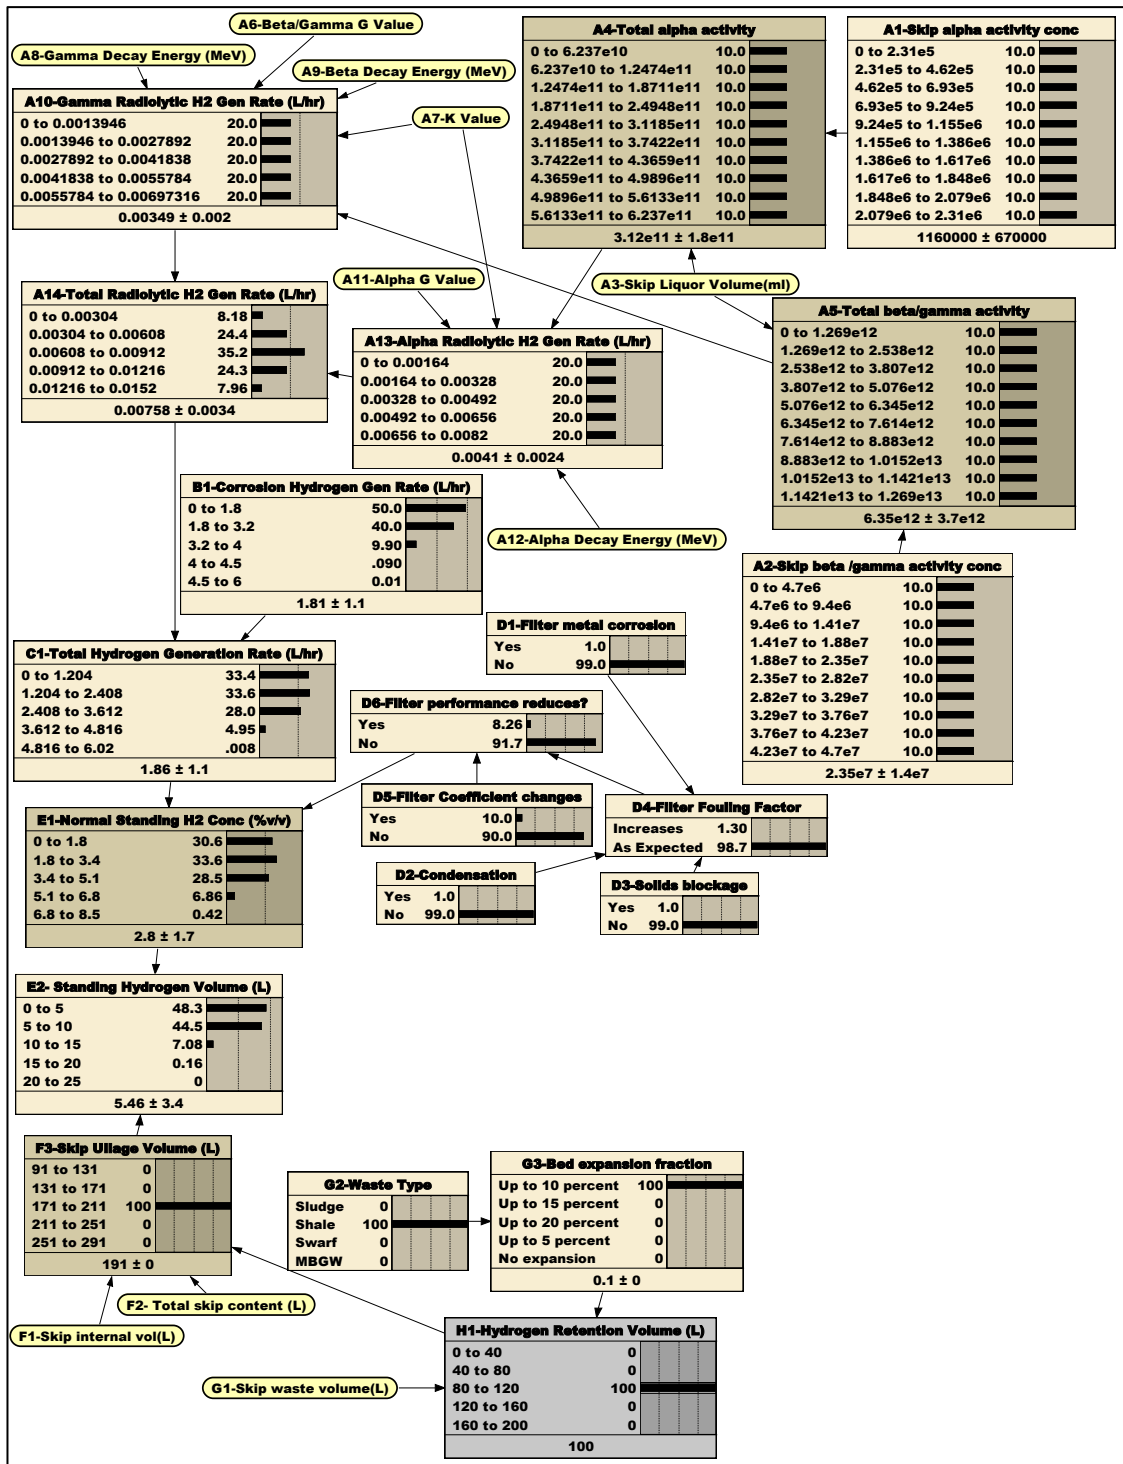 A6-Beta/Gamma G Value
A8-Gamma Decay Energy (MeV)
A9-Beta Decay Energy (MeV)
A7-K Value
A10-Gamma Radiolytic H2 Gen Rate (L/hr)
0 to 0.0013946 20.0
0.0013946 to 0.0027892 20.0
0.0027892 to 0.0041838 20.0
0.0041838 to 0.0055784 20.0
0.0055784 to 0.00697316 20.0
0.00349 ± 0.002
A4-Total alpha activity
0 to 6.237e10 10.0
6.237e10 to 1.2474e11 10.0
1.2474e11 to 1.8711e11 10.0
1.8711e11 to 2.4948e11 10.0
2.4948e11 to 3.1185e11 10.0
3.1185e11 to 3.7422e11 10.0
3.7422e11 to 4.3659e11 10.0
4.3659e11 to 4.9896e11 10.0
4.9896e11 to 5.6133e11 10.0
5.6133e11 to 6.237e11 10.0
3.12e11 ± 1.8e11
A1-Skip alpha activity conc
0 to 2.31e5 10.0
2.31e5 to 4.62e5 10.0
4.62e5 to 6.93e5 10.0
6.93e5 to 9.24e5 10.0
9.24e5 to 1.155e6 10.0
1.155e6 to 1.386e6 10.0
1.386e6 to 1.617e6 10.0
1.617e6 to 1.848e6 10.0
1.848e6 to 2.079e6 10.0
2.079e6 to 2.31e6 10.0
1160000 ± 670000
A11-Alpha G Value
A3-Skip Liquor Volume(ml)
A14-Total Radiolytic H2 Gen Rate (L/hr)
0 to 0.00304 8.18
0.00304 to 0.00608 24.4
0.00608 to 0.00912 35.2
0.00912 to 0.01216 24.3
0.01216 to 0.0152 7.96
0.00758 ± 0.0034
A13-Alpha Radiolytic H2 Gen Rate (L/hr)
0 to 0.00164 20.0
0.00164 to 0.00328 20.0
0.00328 to 0.00492 20.0
0.00492 to 0.00656 20.0
0.00656 to 0.0082 20.0
0.0041 ± 0.0024
A5-Total beta/gamma activity
0 to 1.269e12 10.0
1.269e12 to 2.538e12 10.0
2.538e12 to 3.807e12 10.0
3.807e12 to 5.076e12 10.0
5.076e12 to 6.345e12 10.0
6.345e12 to 7.614e12 10.0
7.614e12 to 8.883e12 10.0
8.883e12 to 1.0152e13 10.0
1.0152e13 to 1.1421e13 10.0
1.1421e13 to 1.269e13 10.0
6.35e12 ± 3.7e12
B1-Corrosion Hydrogen Gen Rate (L/hr)
0 to 1.8 50.0
1.8 to 3.2 40.0
3.2 to 4 9.90
4 to 4.5 .090
4.5 to 6 0.01
1.81 ± 1.1
A12-Alpha Decay Energy (MeV)
A2-Skip beta /gamma activity conc
0 to 4.7e6 10.0
4.7e6 to 9.4e6 10.0
9.4e6 to 1.41e7 10.0
1.41e7 to 1.88e7 10.0
1.88e7 to 2.35e7 10.0
2.35e7 to 2.82e7 10.0
2.82e7 to 3.29e7 10.0
3.29e7 to 3.76e7 10.0
3.76e7 to 4.23e7 10.0
4.23e7 to 4.7e7 10.0
2.35e7 ± 1.4e7
D1-Filter metal corrosion
Yes 1.0
No 99.0
C1-Total Hydrogen Generation Rate (L/hr)
0 to 1.204 33.4
1.204 to 2.408 33.6
2.408 to 3.612 28.0
3.612 to 4.816 4.95
4.816 to 6.02 .008
1.86 ± 1.1
D6-Filter performance reduces?
Yes 8.26
No 91.7
D5-Filter Coefficient changes
Yes 10.0
No 90.0
D4-Filter Fouling Factor
Increases 1.30
As Expected 98.7
E1-Normal Standing H2 Conc (%v/v)
0 to 1.8 30.6
1.8 to 3.4 33.6
3.4 to 5.1 28.5
5.1 to 6.8 6.86
6.8 to 8.5 0.42
2.8 ± 1.7
D2-Condensation
Yes 1.0
No 99.0
D3-Solids blockage
Yes 1.0
No 99.0
E2- Standing Hydrogen Volume (L)
0 to 5 48.3
5 to 10 44.5
10 to 15 7.08
15 to 20 0.16
20 to 25 0
5.46 ± 3.4
F3-Skip Ullage Volume (L)
91 to 131 0
131 to 171 0
171 to 211 100
211 to 251 0
251 to 291 0
191 ± 0
G2-Waste Type
Sludge 0
Shale 100
Swarf 0
MBGW 0
G3-Bed expansion fraction
Up to 10 percent 100
Up to 15 percent 0
Up to 20 percent 0
Up to 5 percent 0
No expansion 0
0.1 ± 0
F2- Total skip content (L)
F1-Skip internal vol(L)
H1-Hydrogen Retention Volume (L)
0 to 40 0
40 to 80 0
80 to 120 100
120 to 160 0
160 to 200 0
100
G1-Skip waste volume(L)